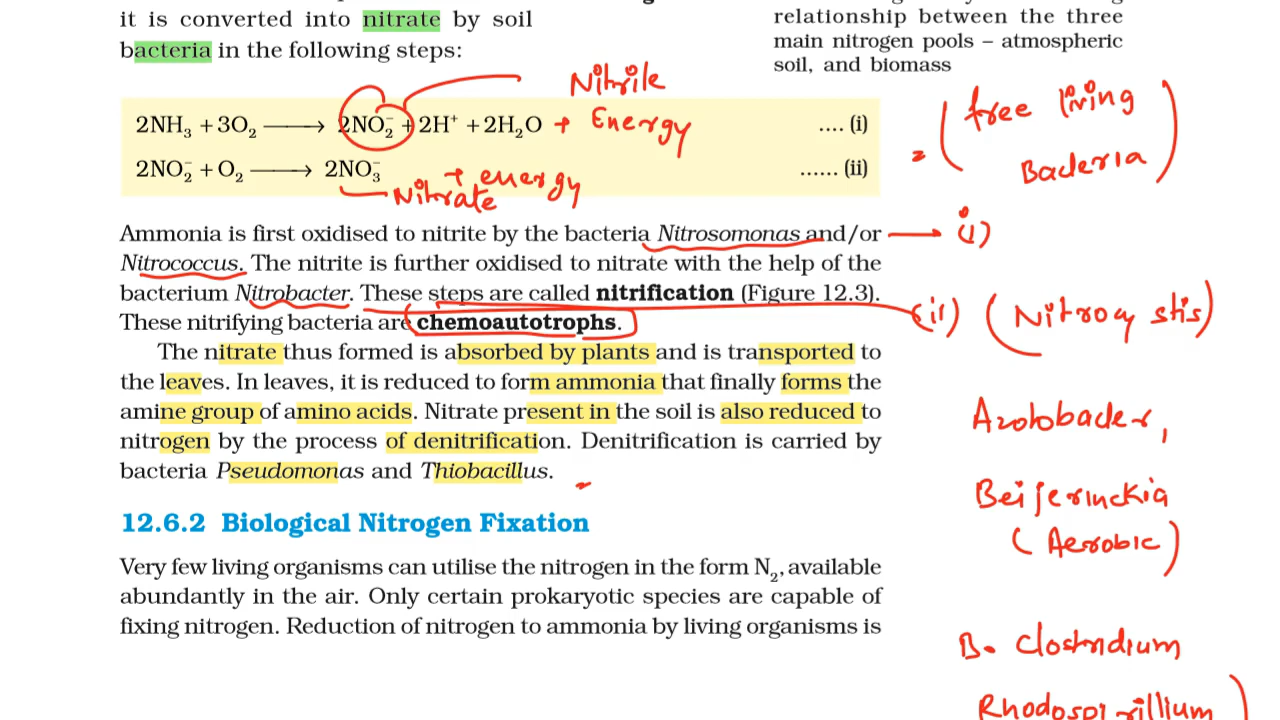 it is converted into nitrate by soil
bacteria in the following steps:
relationship between the three
main nitrogen pools – atmospheric
soil, and biomass
Nitrile
2NH₃ + 3O₂ ⟶ 2NO₂⁻ + 2H⁺ + 2H₂O + Energy .... (i)
2NO₂⁻ + O₂ ⟶ 2NO₃⁻ + energy ...... (ii)
Nitrate
(free living
Bacteria)
Ammonia is first oxidised to nitrite by the bacteria Nitrosomonas and/or → (i)
Nitrococcus. The nitrite is further oxidised to nitrate with the help of the
bacterium Nitrobacter. These steps are called nitrification (Figure 12.3).
(ii) (Nitrocystis)
These nitrifying bacteria are chemoautotrophs.
The nitrate thus formed is absorbed by plants and is transported to
the leaves. In leaves, it is reduced to form ammonia that finally forms the
amine group of amino acids. Nitrate present in the soil is also reduced to
nitrogen by the process of denitrification. Denitrification is carried by
bacteria Pseudomonas and Thiobacillus.
Azotobacter,
Beijerinckia
(Aerobic)
12.6.2 Biological Nitrogen Fixation
Very few living organisms can utilise the nitrogen in the form N₂, available
abundantly in the air. Only certain prokaryotic species are capable of
fixing nitrogen. Reduction of nitrogen to ammonia by living organisms is
B. Clostridium
Rhodospirillium)